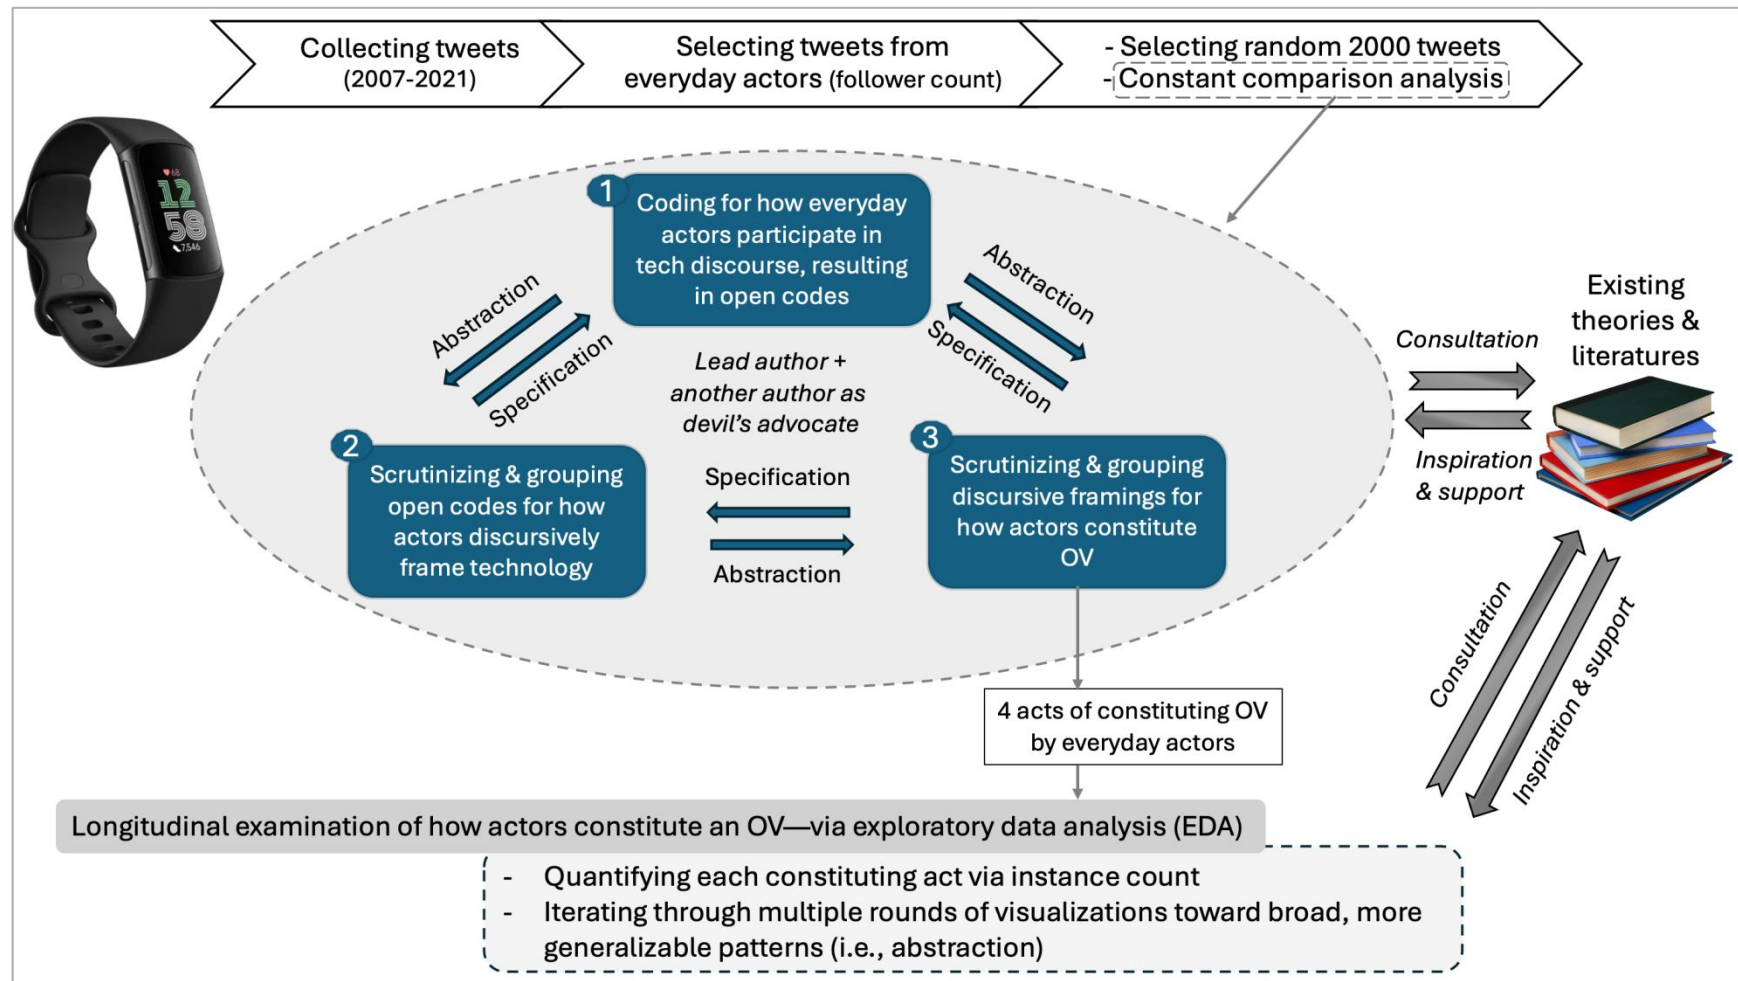 Collecting tweets
(2007-2021)
Selecting tweets from
everyday actors (follower count)
- Selecting random 2000 tweets
- Constant comparison analysis
68
12
58
7,546
1
Coding for how everyday
actors participate in
tech discourse, resulting
in open codes
Abstraction
Specification
Abstraction
Specification
Lead author +
another author as
devil's advocate
2
Scrutinizing & grouping
open codes for how
actors discursively
frame technology
Specification
Abstraction
3
Scrutinizing & grouping
discursive framings for
how actors constitute
OV
Consultation
Inspiration
& support
Existing
theories &
literatures
Consultation
Inspiration & support
4 acts of constituting OV
by everyday actors
Longitudinal examination of how actors constitute an OV—via exploratory data analysis (EDA)
- Quantifying each constituting act via instance count
- Iterating through multiple rounds of visualizations toward broad, more
generalizable patterns (i.e., abstraction)